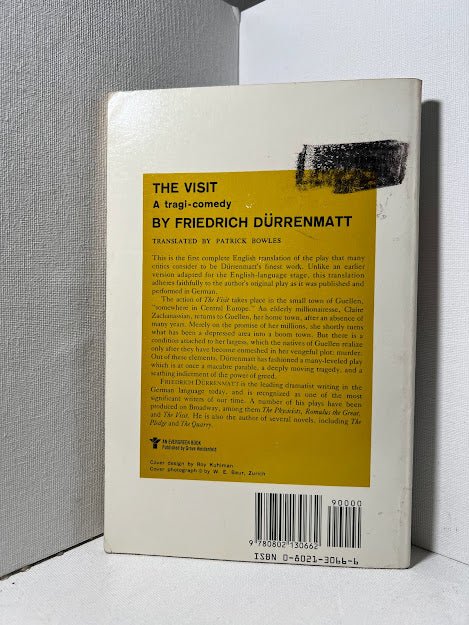 THE VISIT
A tragi-comedy
BY FRIEDRICH DÜRRENMATT
TRANSLATED BY PATRICK BOWLES
This is the first complete English translation of the play that many
critics consider to be Dürrenmatt's finest work. Unlike an earlier
version adapted for the English-language stage, this translation
adheres faithfully to the author's original play as it was published and
performed in German.
The action of The Visit takes place in the small town of Guellen,
"somewhere in Central Europe." An elderly millionairess, Claire
Zachanassian, returns to Guellen, her home town, after an absence of
many years. Merely on the promise of her millions, she shortly turns
what has been a depressed area into a boom town. But there is a
condition attached to her largess, which the natives of Guellen realize
only after they have become enmeshed in her vengeful plot: murder.
Out of these elements, Dürrenmatt has fashioned a many-leveled play
which is at once a macabre parable, a deeply moving tragedy, and a
scathing indictment of the power of greed.
FRIEDRICH DÜRRENMATT is the leading dramatist writing in the
German language today, and is recognized as one of the most
significant writers of our time. A number of his plays have been
produced on Broadway, among them The Physicists, Romulus the Great,
and The Visit. He is also the author of several novels, including The
Pledge and The Quarry.
AN EVERGREEN BOOK
Published by Grove Weidenfeld
Cover design by Roy Kuhlman
Cover photograph © by W. E. Baur, Zurich
90000
9 780802 130662
ISBN 0-8021-3066-6